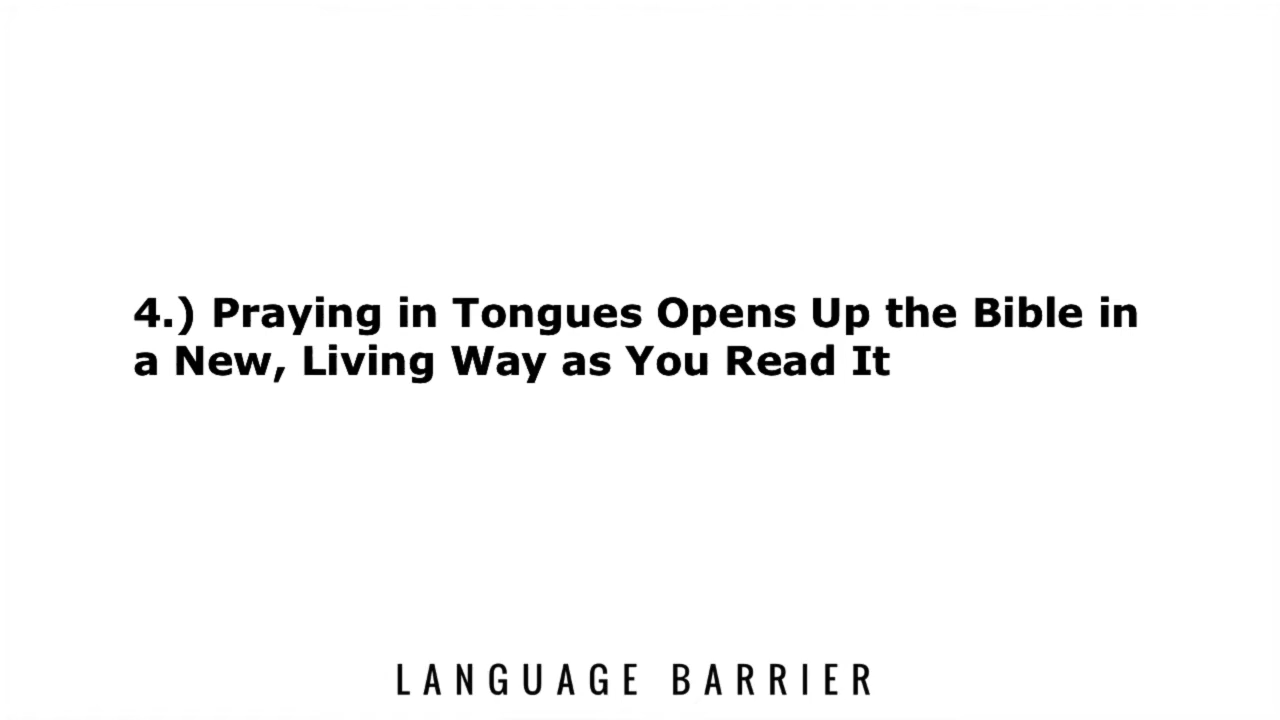 4.) Praying in Tongues Opens Up the Bible in
a New, Living Way as You Read It
LANGUAGE BARRIER